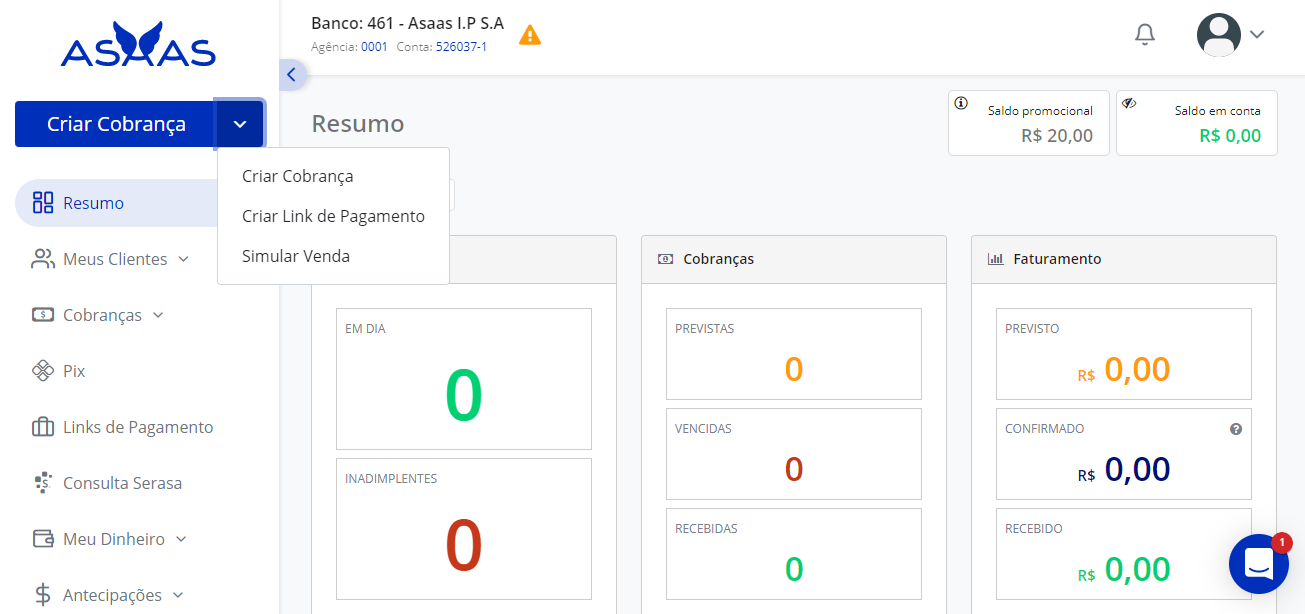 ASAAS
Banco: 461 - Asaas I.P S.A
Agência: 0001 Conta: 526037-1
Criar Cobrança
Criar Cobrança
Criar Link de Pagamento
Simular Venda
Resumo
Meus Clientes
Cobranças
Pix
Links de Pagamento
Consulta Serasa
Meu Dinheiro
Antecipações
Resumo
Saldo promocional
R$ 20,00
Saldo em conta
R$ 0,00
EM DIA
0
INADIMPLENTES
0
Cobranças
PREVISTAS
0
VENCIDAS
0
RECEBIDAS
0
Faturamento
PREVISTO
R$ 0,00
CONFIRMADO
R$ 0,00
RECEBIDO
R$ 0,00
1